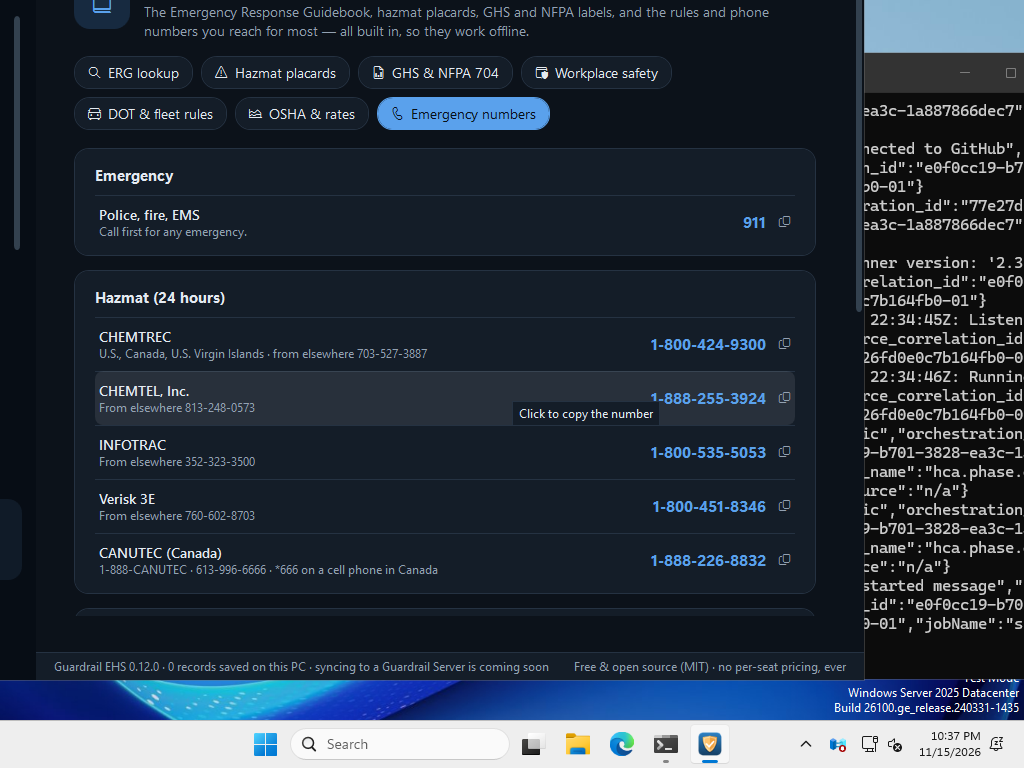 The Emergency Response Guidebook, hazmat placards, GHS and NFPA labels, and the rules and phone
numbers you reach for most — all built in, so they work offline.
ERG lookup
Hazmat placards
GHS & NFPA 704
Workplace safety
DOT & fleet rules
OSHA & rates
Emergency numbers
Emergency
Police, fire, EMS
911
Call first for any emergency.
Hazmat (24 hours)
CHEMTREC
1-800-424-9300
U.S., Canada, U.S. Virgin Islands · from elsewhere 703-527-3887
CHEMTEL, Inc.
1-888-255-3924
From elsewhere 813-248-0573
Click to copy the number
INFOTRAC
1-800-535-5053
From elsewhere 352-323-3500
Verisk 3E
1-800-451-8346
From elsewhere 760-602-8703
CANUTEC (Canada)
1-888-226-8832
1-888-CANUTEC · 613-996-6666 · *666 on a cell phone in Canada
Guardrail EHS 0.12.0 · 0 records saved on this PC · syncing to a Guardrail Server is coming soon
Free & open source (MIT) · no per-seat pricing, ever
ea3c-1a887866dec7"
nected to GitHub",
n_id":"e0f0cc19-b7
b0-01"}
ration_id":"77e27d
ea3c-1a887866dec7"
nner version: '2.3
relation_id":"e0f0
c7b164fb0-01"}
22:34:45Z: Listen
rce_correlation_id
26fd0e0c7b164fb0-0
22:34:46Z: Runnin
rce_correlation_id
26fd0e0c7b164fb0-0
ic","orchestration
9-b701-3828-ea3c-1
_name":"hca.phase.
urce":"n/a"}
ic","orchestration
9-b701-3828-ea3c-1
_name":"hca.phase.
ce":"n/a"}
started message","
_id":"e0f0cc19-b70
0-01","jobName":"s
Test Mode
Windows Server 2025 Datacenter
Build 26100.ge_release.240331-1435
Search
10:37 PM
11/15/2026